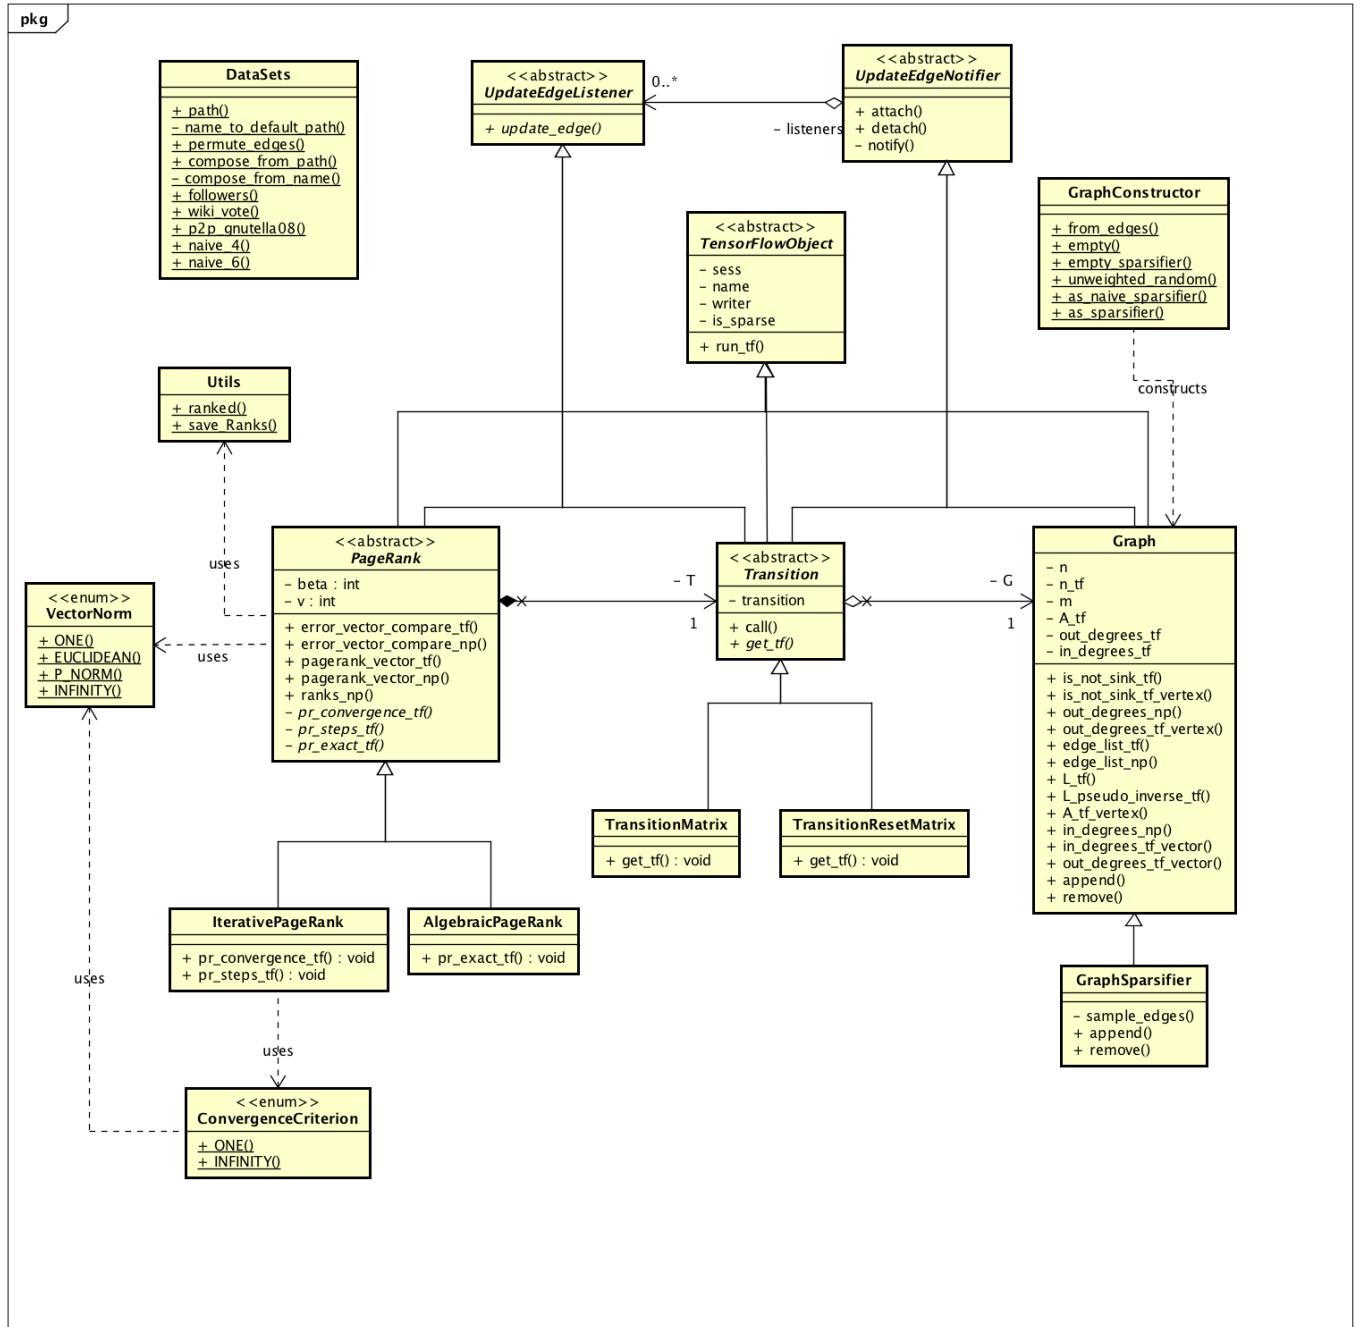 pkg
DataSets
+ path()
– name_to_default_path()
+ permute_edges()
+ compose_from_path()
– compose_from_name()
+ followers()
+ wiki_vote()
+ p2p_gnutella08()
+ naive_4()
+ naive_6()
<<abstract>>
UpdateEdgeListener
+ update_edge()
0..*
– listeners
<<abstract>>
UpdateEdgeNotifier
+ attach()
+ detach()
– notify()
<<abstract>>
TensorFlowObject
– sess
– name
– writer
– is_sparse
+ run_tf()
GraphConstructor
+ from_edges()
+ empty()
+ empty_sparsifier()
+ unweighted_random()
+ as_naive_sparsifier()
+ as_sparsifier()
constructs
Utils
+ ranked()
+ save_Ranks()
uses
<<enum>>
VectorNorm
+ ONE()
+ EUCLIDEAN()
+ P_NORM()
+ INFINITY()
uses
<<abstract>>
PageRank
– beta : int
– v : int
+ error_vector_compare_tf()
+ error_vector_compare_np()
+ pagerank_vector_tf()
+ pagerank_vector_np()
+ ranks_np()
– pr_convergence_tf()
– pr_steps_tf()
– pr_exact_tf()
– T
1
<<abstract>>
Transition
– transition
+ call()
+ get_tf()
– G
1
Graph
– n
– n_tf
– m
– A_tf
– out_degrees_tf
– in_degrees_tf
+ is_not_sink_tf()
+ is_not_sink_tf_vertex()
+ out_degrees_np()
+ out_degrees_tf_vertex()
+ edge_list_tf()
+ edge_list_np()
+ L_tf()
+ L_pseudo_inverse_tf()
+ A_tf_vertex()
+ in_degrees_np()
+ in_degrees_tf_vector()
+ out_degrees_tf_vector()
+ append()
+ remove()
TransitionMatrix
+ get_tf() : void
TransitionResetMatrix
+ get_tf() : void
IterativePageRank
+ pr_convergence_tf() : void
+ pr_steps_tf() : void
AlgebraicPageRank
+ pr_exact_tf() : void
GraphSparsifier
– sample_edges()
+ append()
+ remove()
uses
uses
<<enum>>
ConvergenceCriterion
+ ONE()
+ INFINITY()